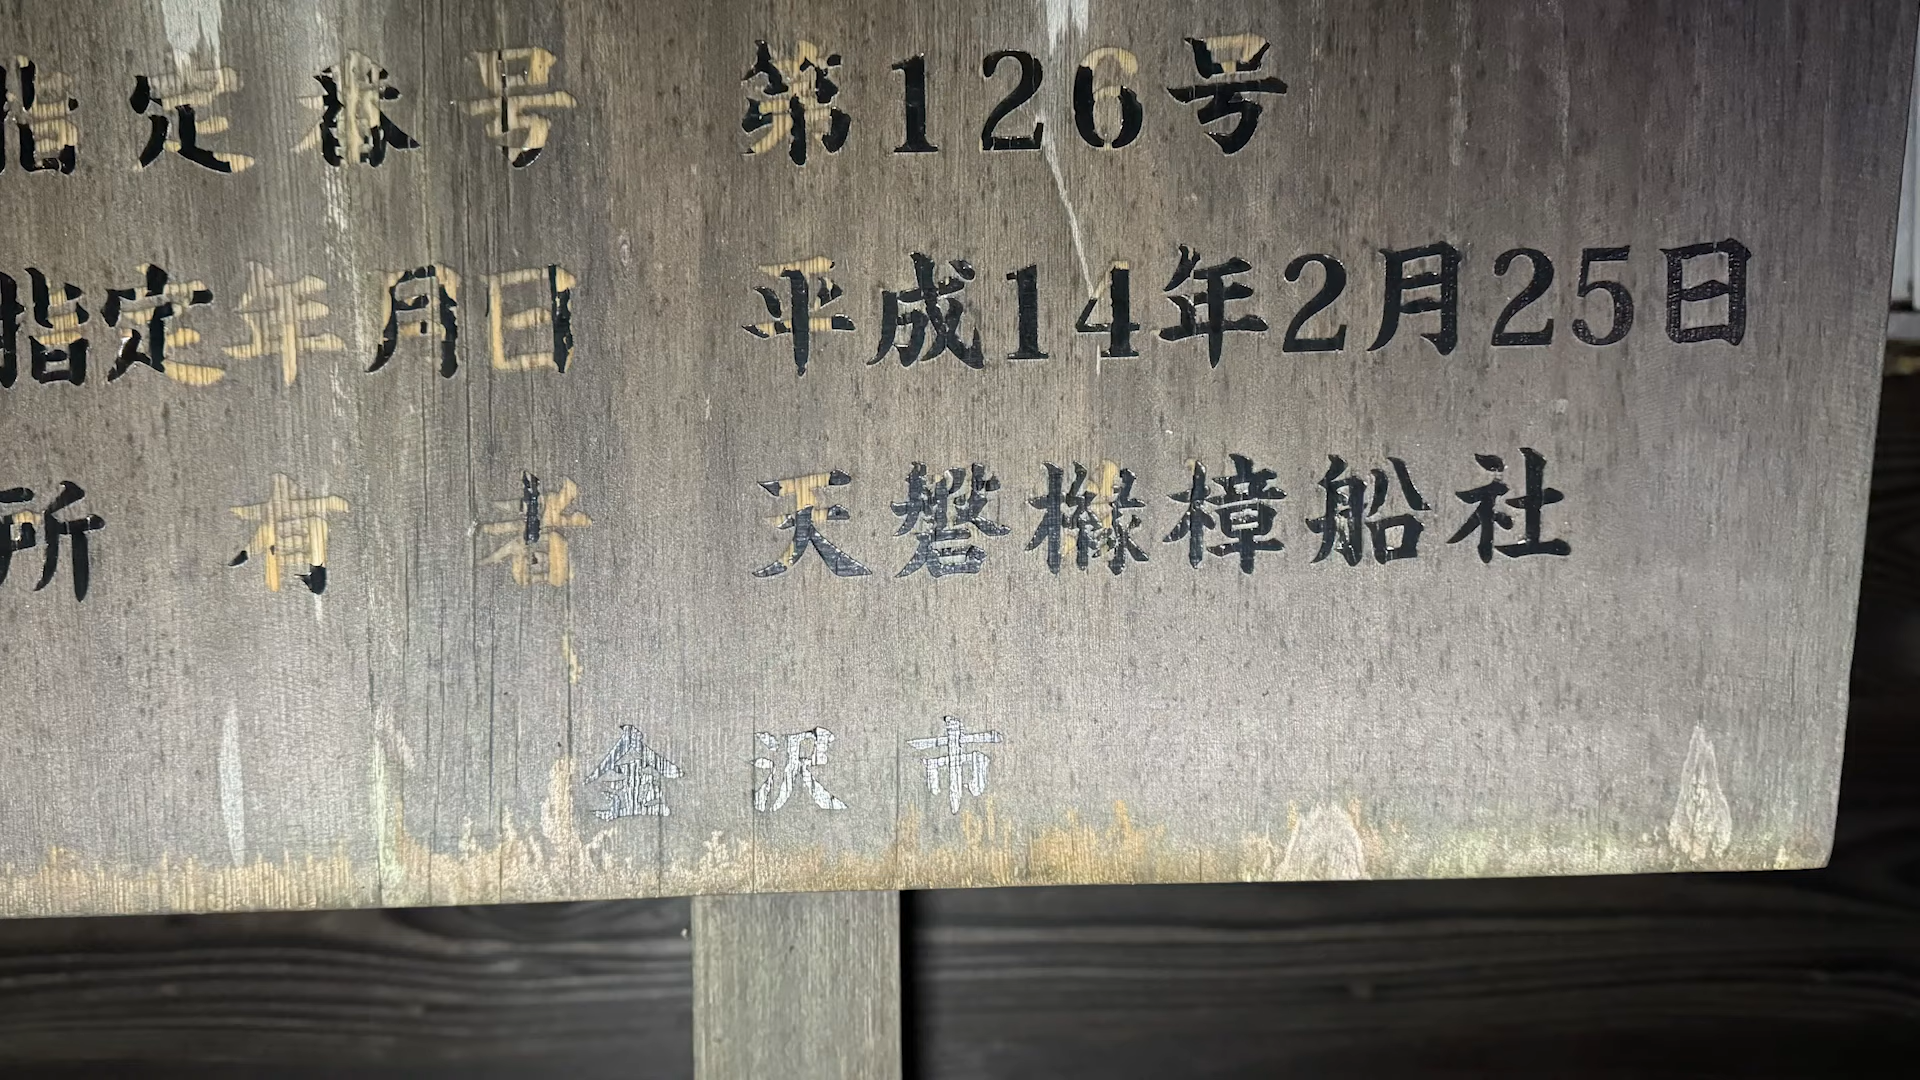 指定番号 第126号
指定年月日 平成14年2月25日
所有者 天磐櫲樟船社
金沢市